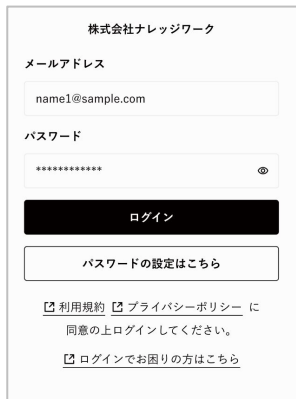 株式会社ナレッジワーク
メールアドレス
name1@sample.com
パスワード
************
ログイン
パスワードの設定はこちら
利用規約 プライバシーポリシー に
同意の上ログインしてください。
ログインでお困りの方はこちら